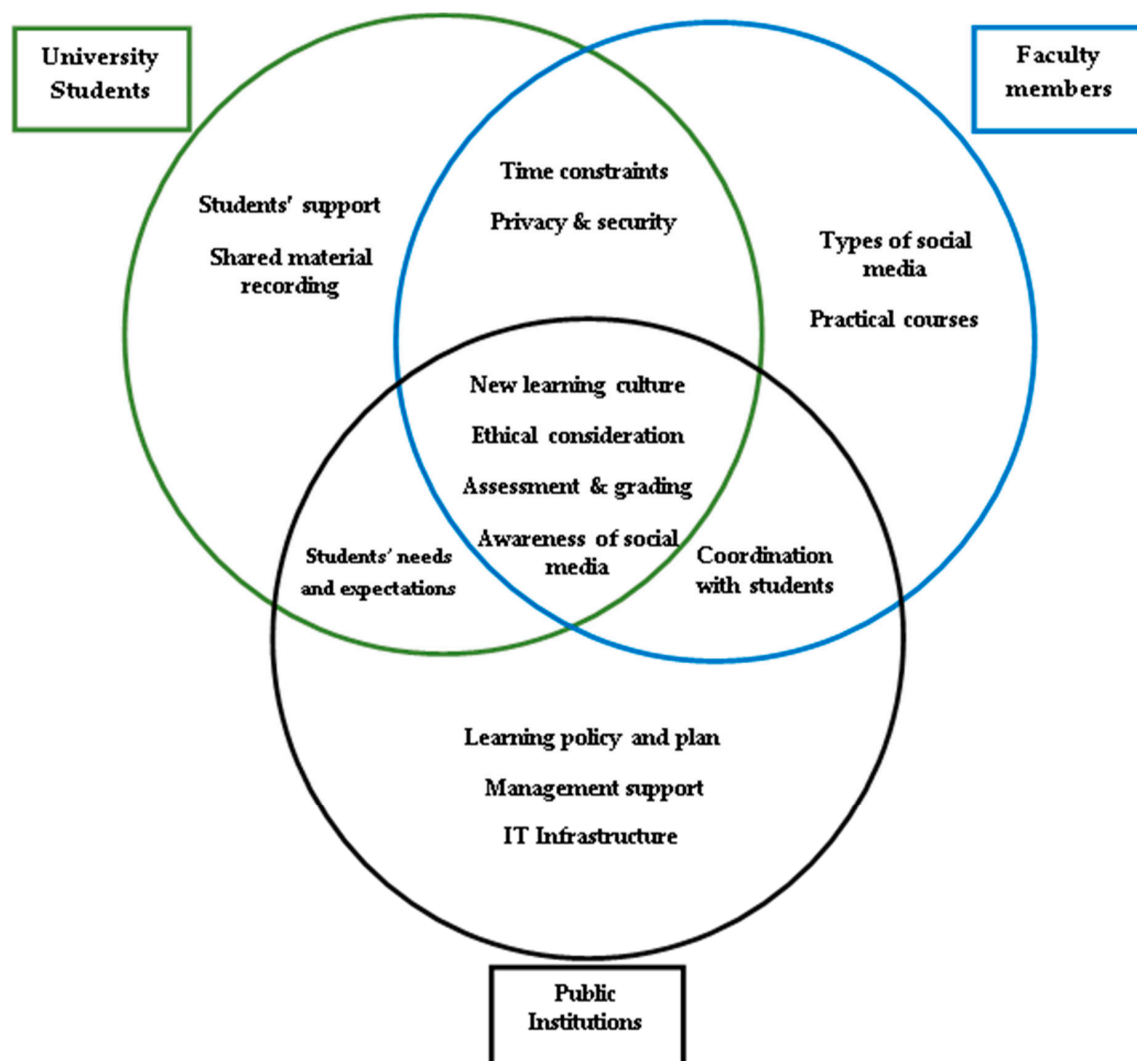 University
Students
Faculty
members
Time constraints
Privacy & security
Students' support
Shared material
recording
Types of social
media
Practical courses
New learning culture
Ethical consideration
Assessment & grading
Awareness of social
media
Students' needs
and expectations
Coordination
with students
Learning policy and plan
Management support
IT Infrastructure
Public
Institutions